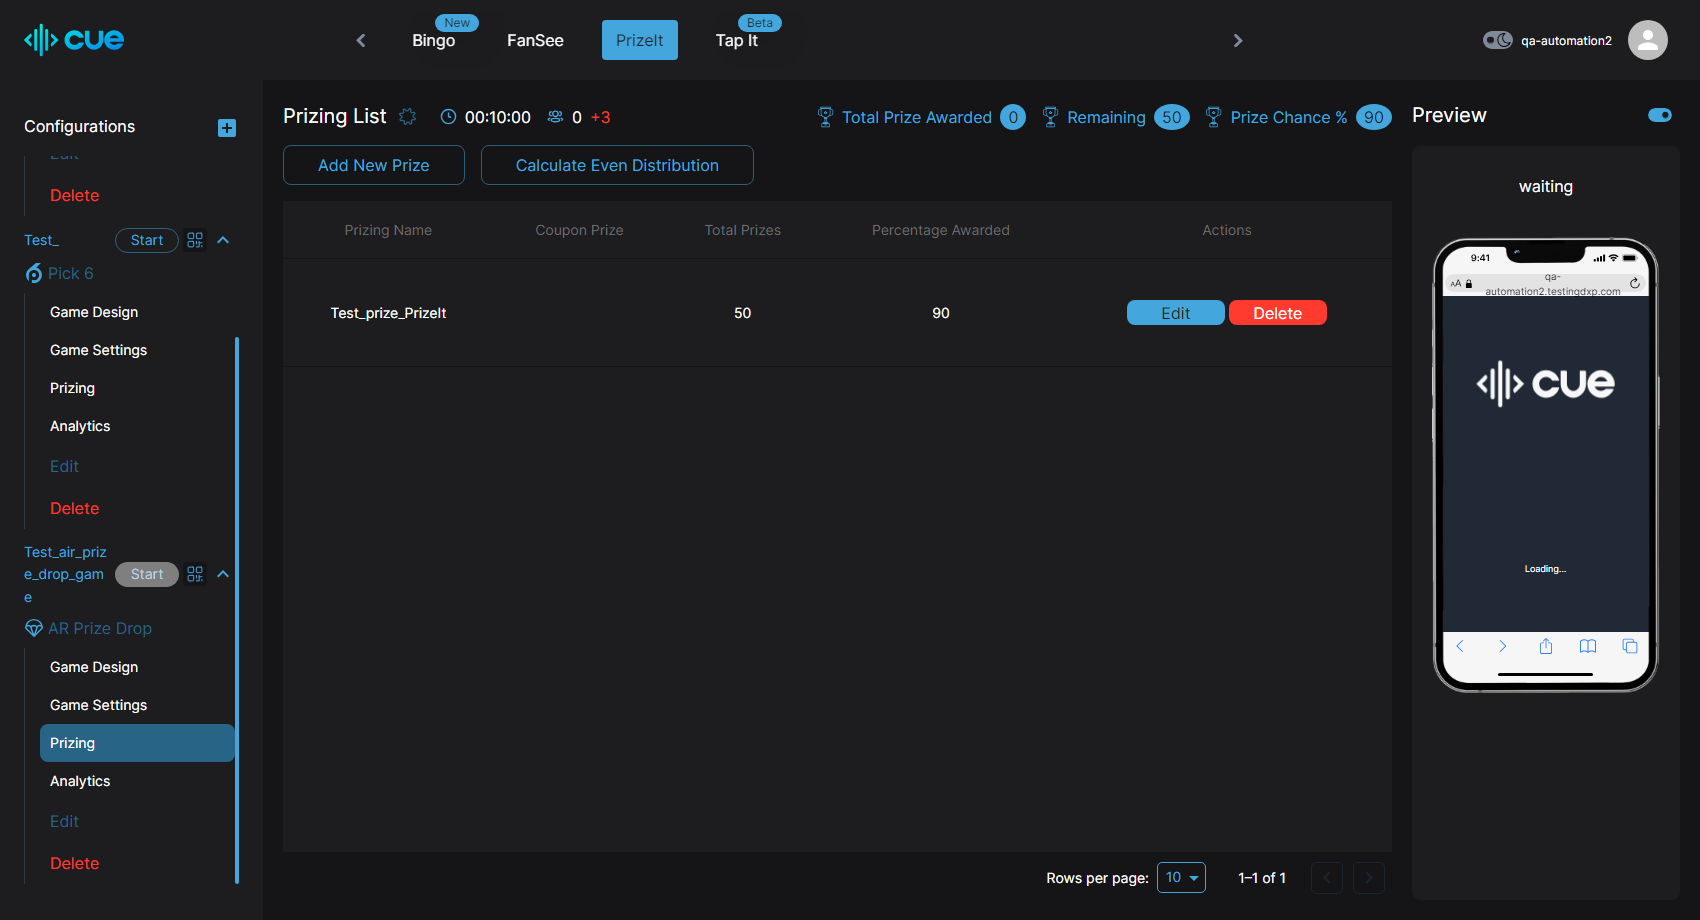 cue
New
Bingo
FanSee
PrizeIt
Beta
Tap It
qa-automation2
Configurations
Edit
Delete
Test_
Start
Pick 6
Game Design
Game Settings
Prizing
Analytics
Edit
Delete
Test_air_priz
e_drop_gam
e
Start
AR Prize Drop
Game Design
Game Settings
Prizing
Analytics
Edit
Delete
Prizing List
00:10:00
0
+3
Total Prize Awarded 0
Remaining 50
Prize Chance % 90
Add New Prize
Calculate Even Distribution
Prizing Name
Coupon Prize
Total Prizes
Percentage Awarded
Actions
Test_prize_PrizeIt
50
90
Edit
Delete
Rows per page: 10
1–1 of 1
Preview
waiting
9:41
AA
qa-
automation2.testingdxp.com
cue
Loading...